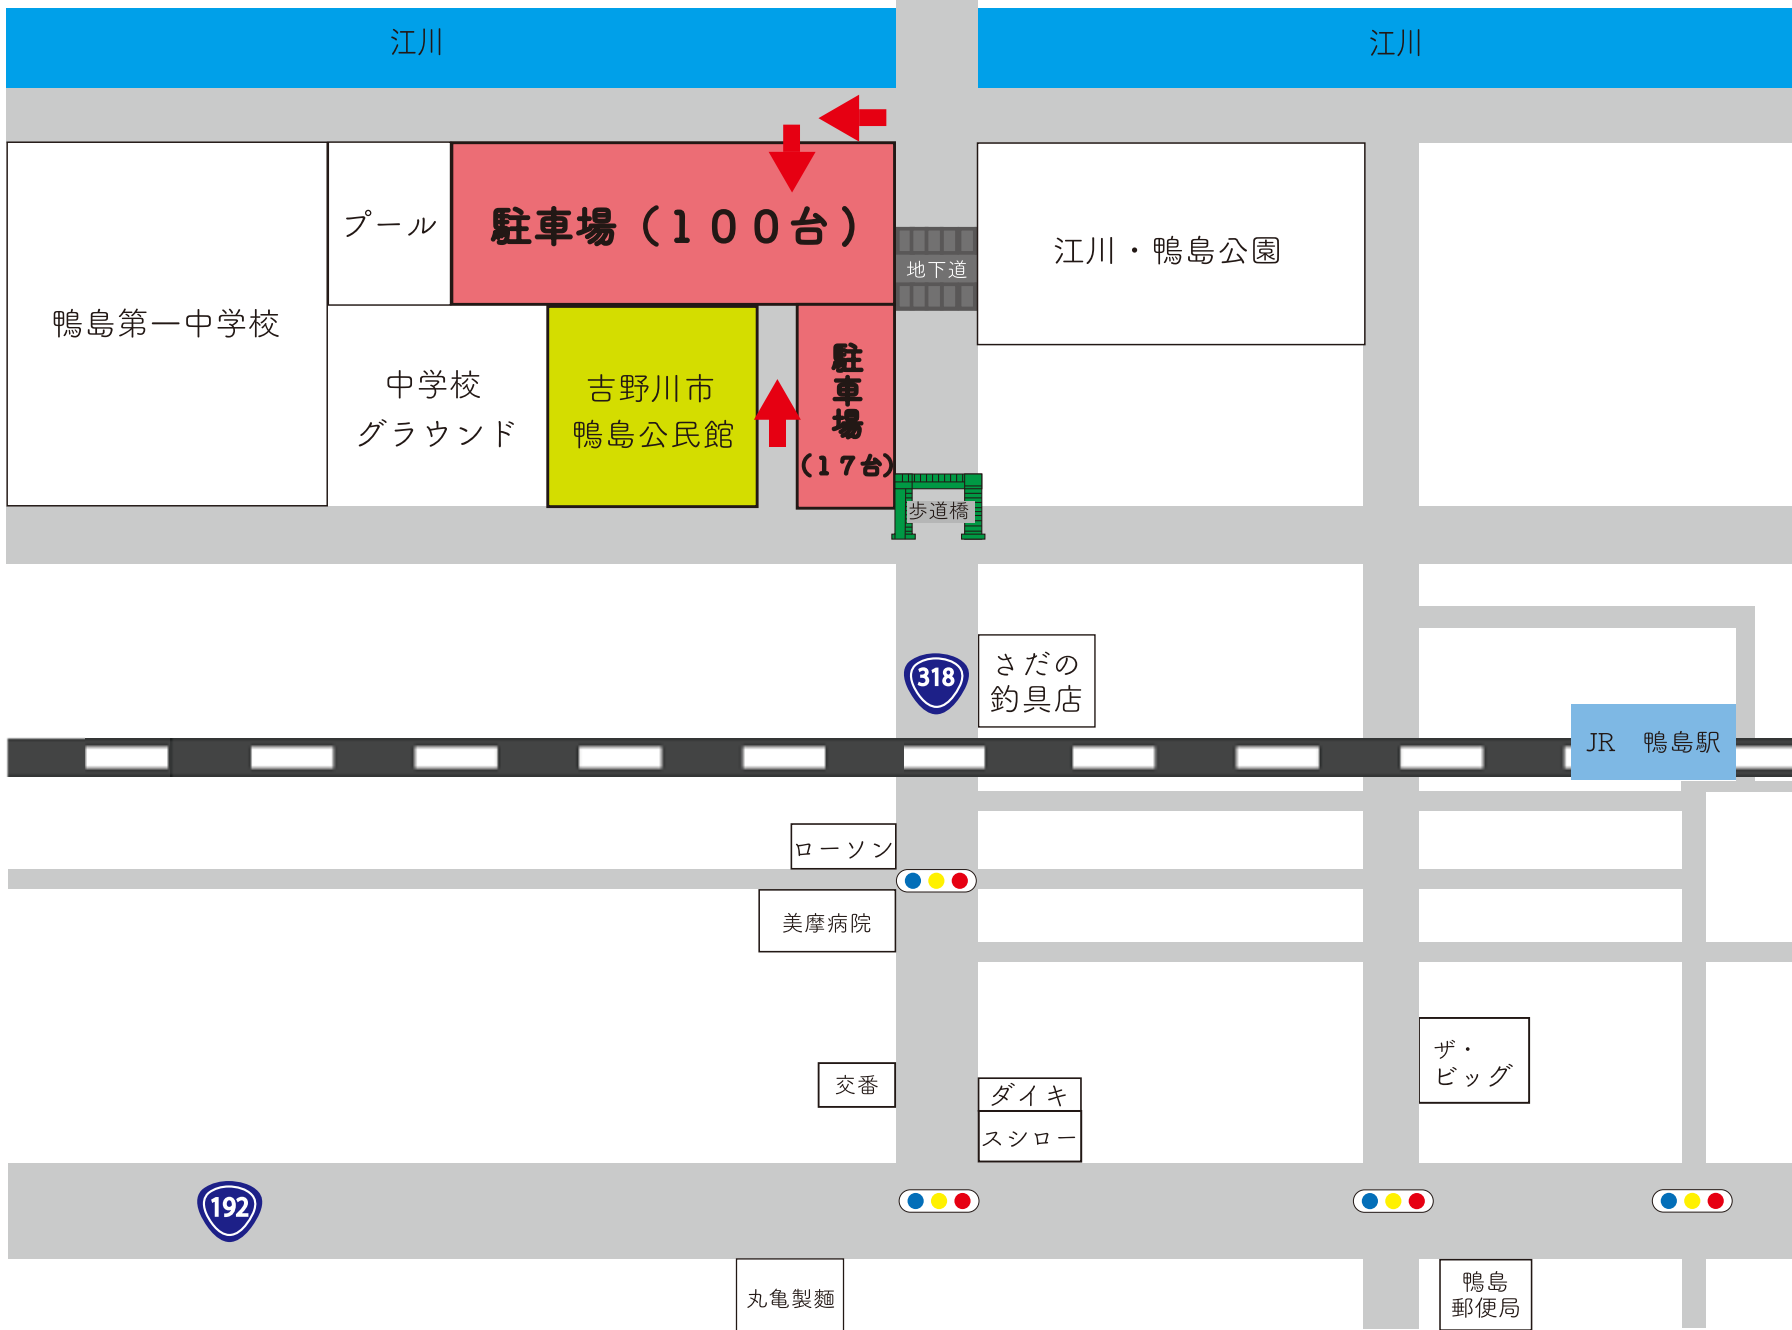 江川
江川
プール
駐車場（１００台）
地下道
江川・鴨島公園
鴨島第一中学校
中学校
グラウンド
吉野川市
鴨島公民館
駐車場
（１７台）
歩道橋
318
さだの
釣具店
JR　鴨島駅
ローソン
美摩病院
ザ・
ビッグ
交番
ダイキ
スシロー
192
丸亀製麺
鴨島
郵便局